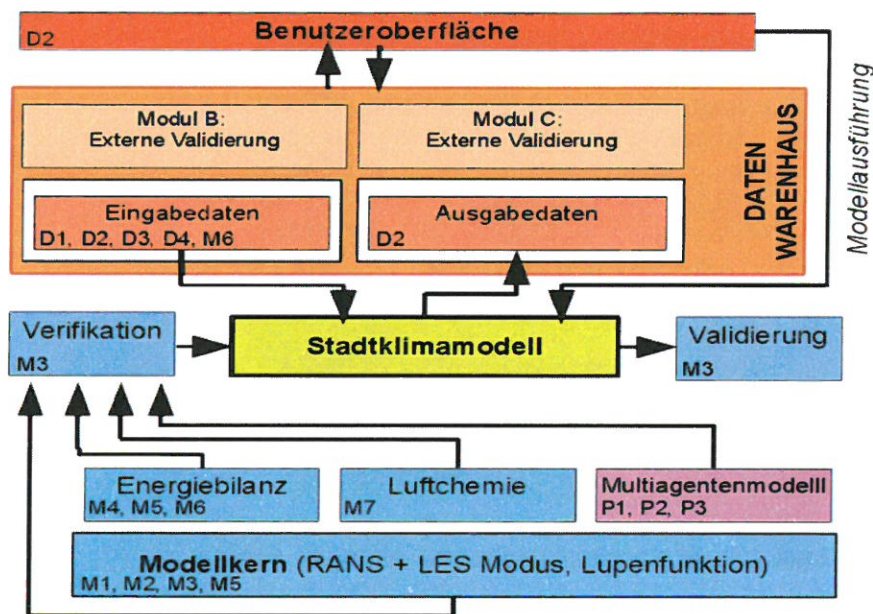 Benutzeroberfläche
D2
Modul B:
Externe Validierung
Modul C:
Externe Validierung
DATEN
WARENHAUS
Modellausführung
Eingabedaten
D1, D2, D3, D4, M6
Ausgabedaten
D2
Verifikation
M3
Stadtklimamodell
Validierung
M3
Energiebilanz
M4, M5, M6
Luftchemie
M7
Multiagentenmodelll
P1, P2, P3
Modellkern (RANS + LES Modus, Lupenfunktion)
M1, M2, M3, M5